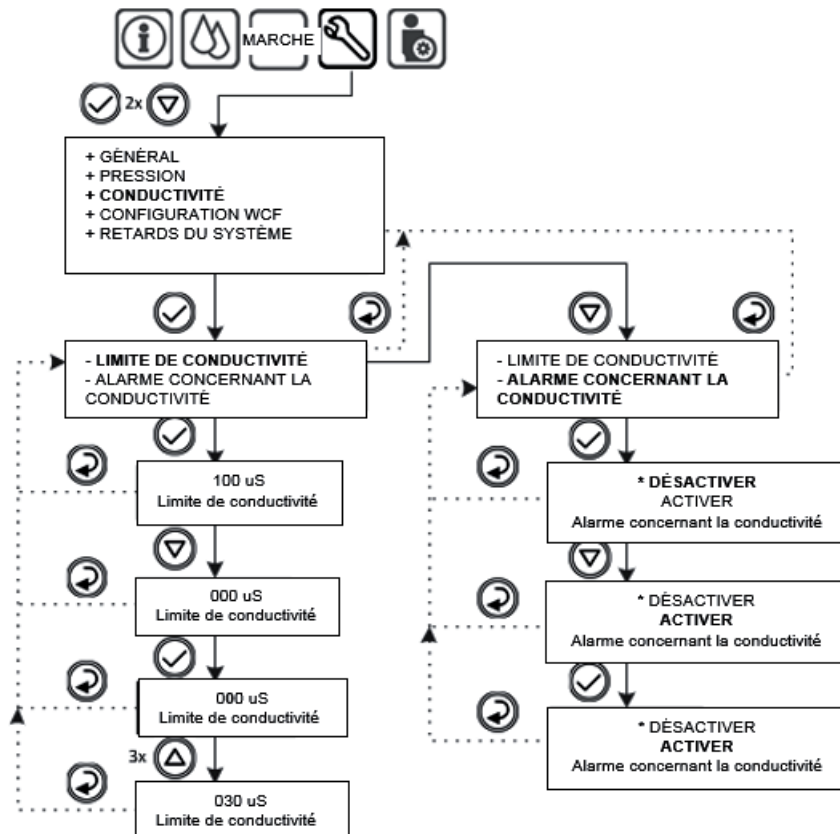 MARCHE
2x
+ GÉNÉRAL
+ PRESSION
+ CONDUCTIVITÉ
+ CONFIGURATION WCF
+ RETARDS DU SYSTÈME
- LIMITE DE CONDUCTIVITÉ
- ALARME CONCERNANT LA
CONDUCTIVITÉ
100 uS
Limite de conductivité
000 uS
Limite de conductivité
000 uS
Limite de conductivité
3x
030 uS
Limite de conductivité
- LIMITE DE CONDUCTIVITÉ
- ALARME CONCERNANT LA
CONDUCTIVITÉ
* DÉSACTIVER
ACTIVER
Alarme concernant la conductivité
* DÉSACTIVER
ACTIVER
Alarme concernant la conductivité
* DÉSACTIVER
ACTIVER
Alarme concernant la conductivité